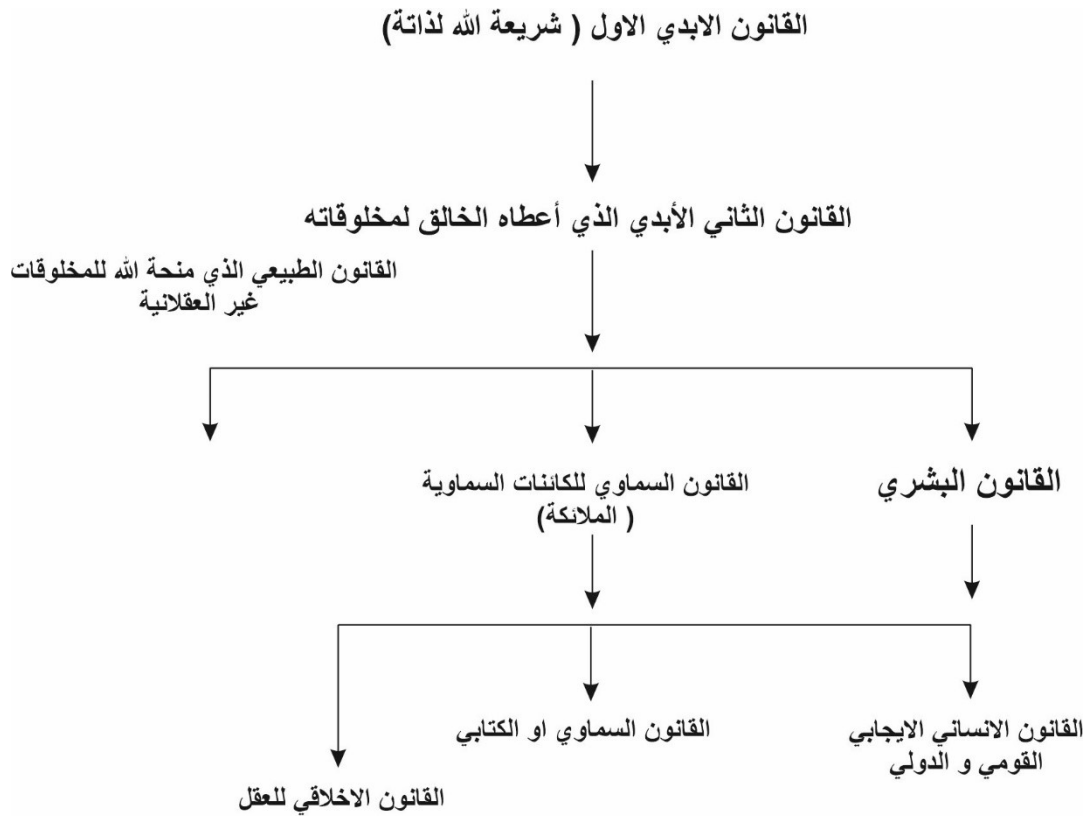 القانون الابدي الاول ( شريعة الله لذاتة)
القانون الثاني الأبدي الذي أعطاه الخالق لمخلوقاته
القانون الطبيعي الذي منحة الله للمخلوقات
غير العقلانية
القانون البشري
القانون السماوي للكائنات السماوية
( الملائكة)
القانون الانساني الايجابي
القومي و الدولي
القانون السماوي او الكتابي
القانون الاخلاقي للعقل